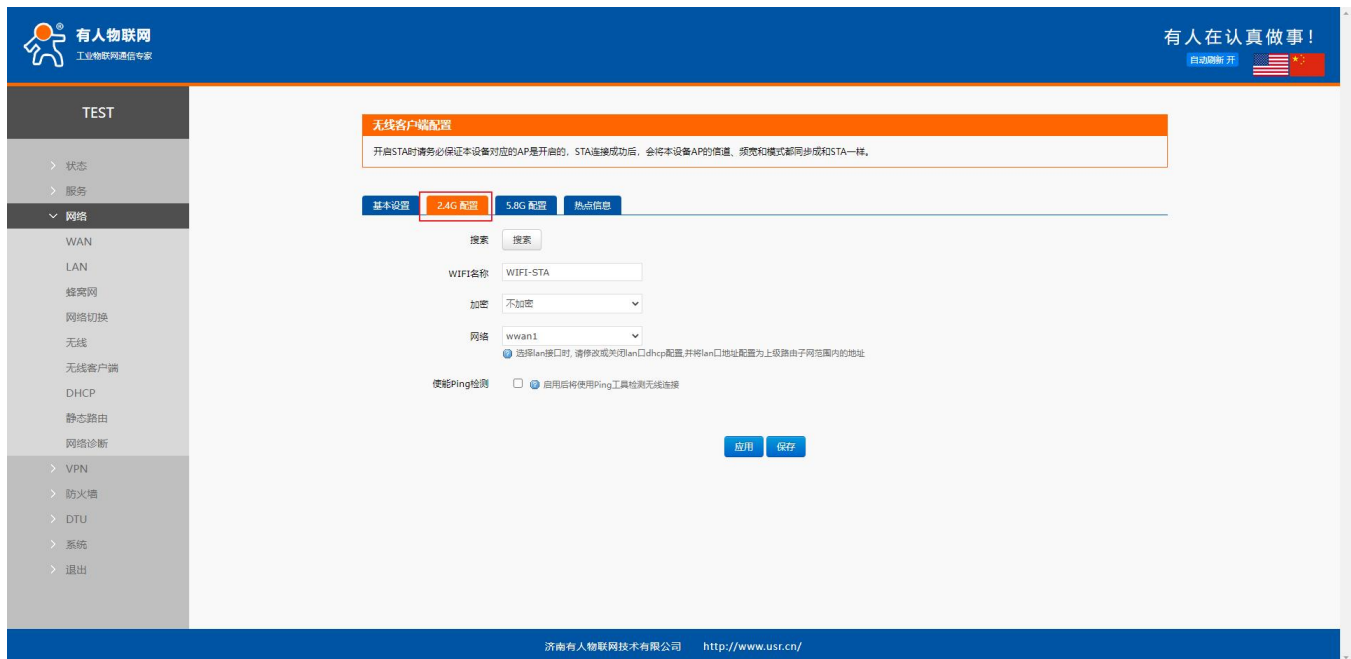 有人物联网
工业物联网通信专家
有人在认真做事！
自动刷新 开
TEST
状态
服务
网络
WAN
LAN
蜂窝网
网络切换
无线
无线客户端
DHCP
静态路由
网络诊断
VPN
防火墙
DTU
系统
退出
无线客户端配置
开启STA时请务必保证本设备对应的AP是开启的，STA连接成功后，会将本设备AP的信道、频宽和模式都同步成和STA一样。
基本设置 2.4G 配置 5.8G 配置 热点信息
搜索 搜索
WIFI名称 WIFI-STA
加密 不加密
网络 wwan1
选择lan接口时, 请修改或关闭lan口dhcp配置,并将lan口地址配置为上级路由子网范围内的地址
使能Ping检测 启用后将使用Ping工具检测无线连接
应用 保存
济南有人物联网技术有限公司 http://www.usr.cn/